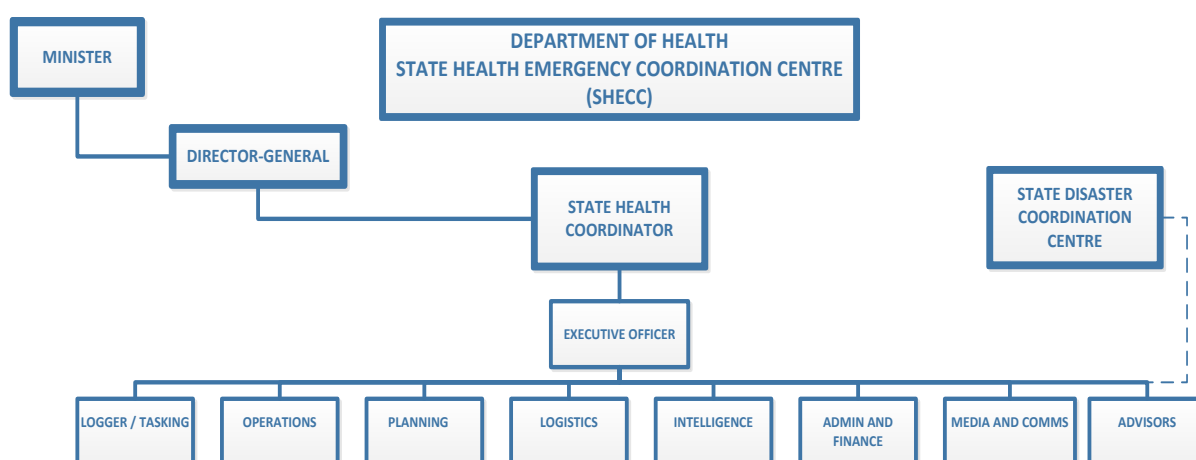 MINISTER
DEPARTMENT OF HEALTH
STATE HEALTH EMERGENCY COORDINATION CENTRE
(SHECC)
DIRECTOR-GENERAL
STATE HEALTH
COORDINATOR
STATE DISASTER
COORDINATION
CENTRE
EXECUTIVE OFFICER
LOGGER / TASKING
OPERATIONS
PLANNING
LOGISTICS
INTELLIGENCE
ADMIN AND
FINANCE
MEDIA AND COMMS
ADVISORS